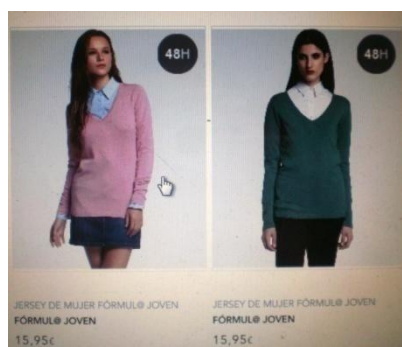 48H
48H
JERSEY DE MUJER FÓRMUL@ JOVEN
FÓRMUL@ JOVEN
15,95€
JERSEY DE MUJER FÓRMUL@ JOVEN
FÓRMUL@ JOVEN
15,95€